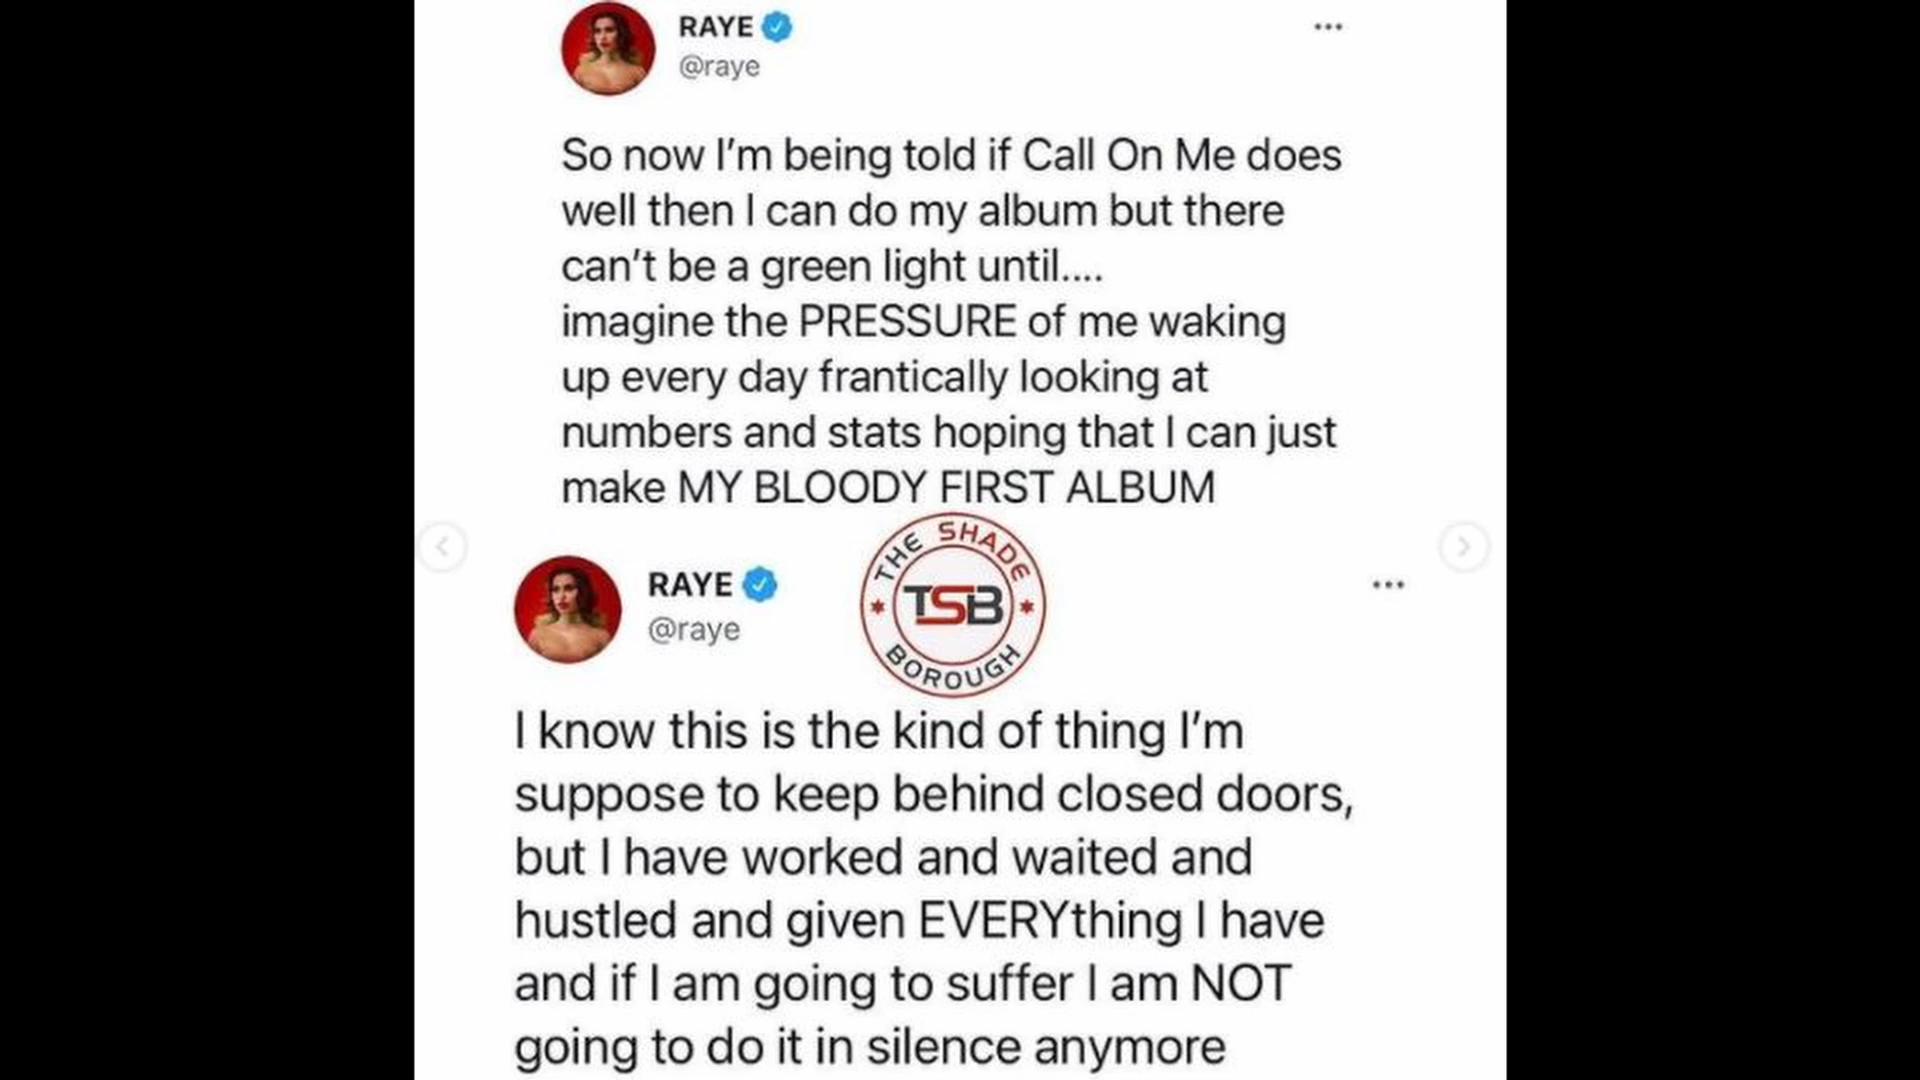 RAYE
@raye
So now I’m being told if Call On Me does
well then I can do my album but there
can’t be a green light until....
imagine the PRESSURE of me waking
up every day frantically looking at
numbers and stats hoping that I can just
make MY BLOODY FIRST ALBUM
RAYE
@raye
THE SHADE
TSB
BOROUGH
I know this is the kind of thing I’m
suppose to keep behind closed doors,
but I have worked and waited and
hustled and given EVERYthing I have
and if I am going to suffer I am NOT
going to do it in silence anymore